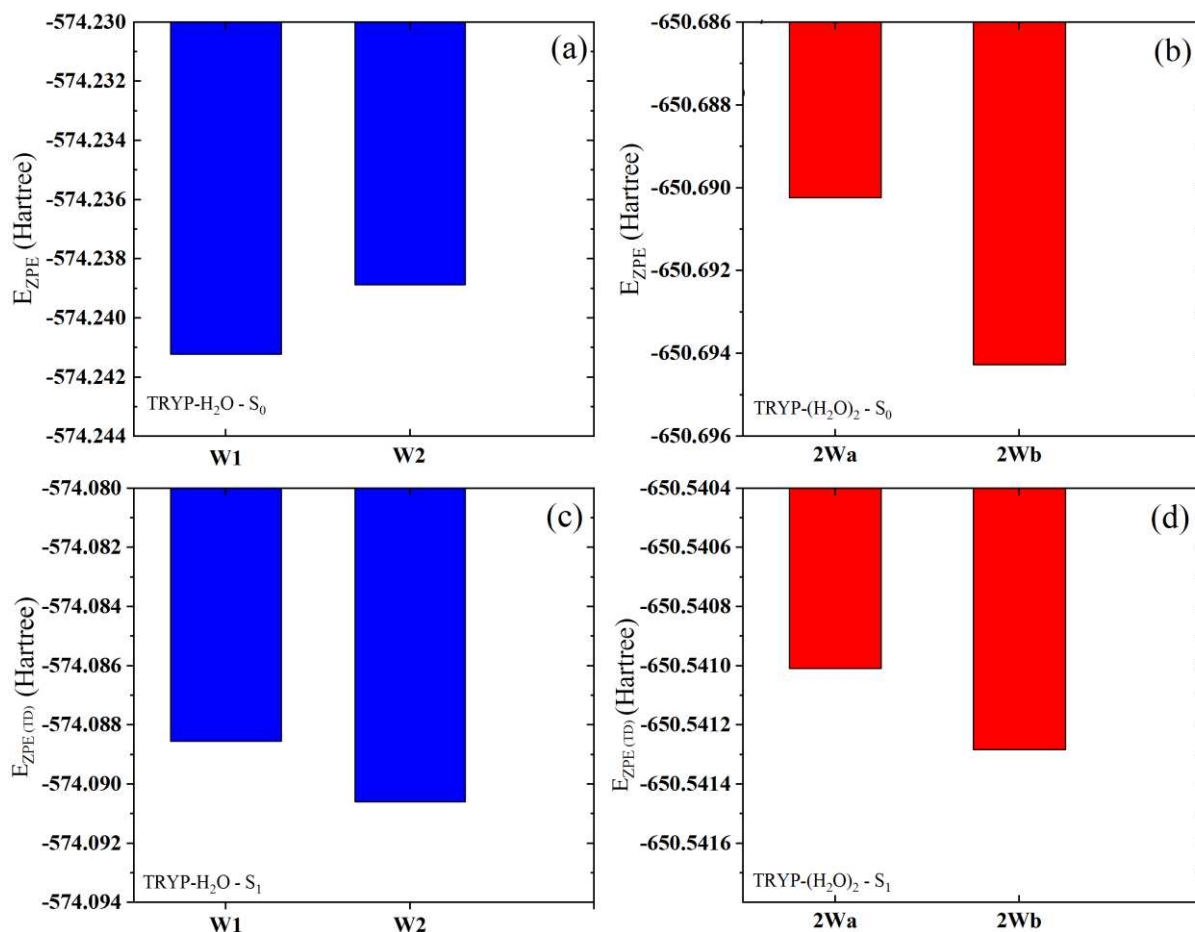 (a)
E_ZPE (Hartree)
-574.230
-574.232
-574.234
-574.236
-574.238
-574.240
-574.242
-574.244
TRYP-H₂O - S₀
W1 W2
(b)
E_ZPE (Hartree)
-650.686
-650.688
-650.690
-650.692
-650.694
-650.696
TRYP-(H₂O)₂ - S₀
2Wa 2Wb
(c)
E_ZPE (TD) (Hartree)
-574.080
-574.082
-574.084
-574.086
-574.088
-574.090
-574.092
-574.094
TRYP-H₂O - S₁
W1 W2
(d)
E_ZPE (TD) (Hartree)
-650.5404
-650.5406
-650.5408
-650.5410
-650.5412
-650.5414
-650.5416
TRYP-(H₂O)₂ - S₁
2Wa 2Wb